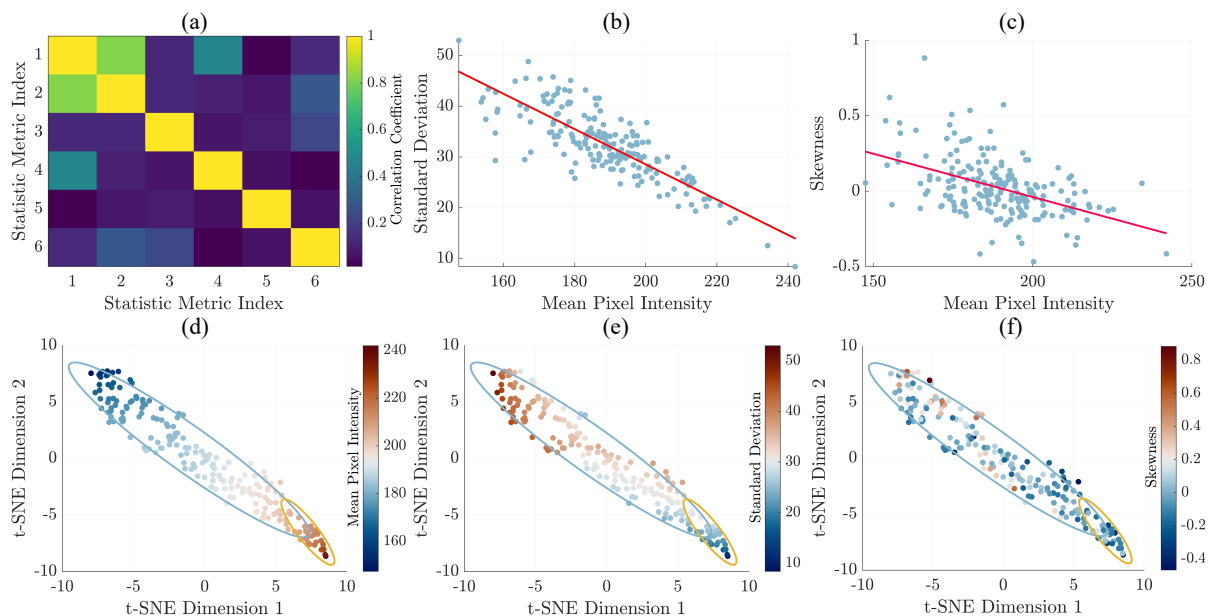 (a)
1
2
3
4
5
6
1 2 3 4 5 6
Statistic Metric Index
Statistic Metric Index
1
0.8
0.6
0.4
0.2
Correlation Coefficient
(b)
50
40
30
20
10
160 180 200 220 240
Standard Deviation
Mean Pixel Intensity
(c)
1
0.5
0
-0.5
150 200 250
Skewness
Mean Pixel Intensity
(d)
10
5
0
-5
-10
-10 -5 0 5 10
t-SNE Dimension 2
t-SNE Dimension 1
240
220
200
180
160
Mean Pixel Intensity
(e)
10
5
0
-5
-10
-10 -5 0 5 10
t-SNE Dimension 2
t-SNE Dimension 1
50
40
30
20
10
Standard Deviation
(f)
10
5
0
-5
-10
-10 -5 0 5 10
t-SNE Dimension 2
t-SNE Dimension 1
0.8
0.6
0.4
0.2
0
-0.2
-0.4
Skewness